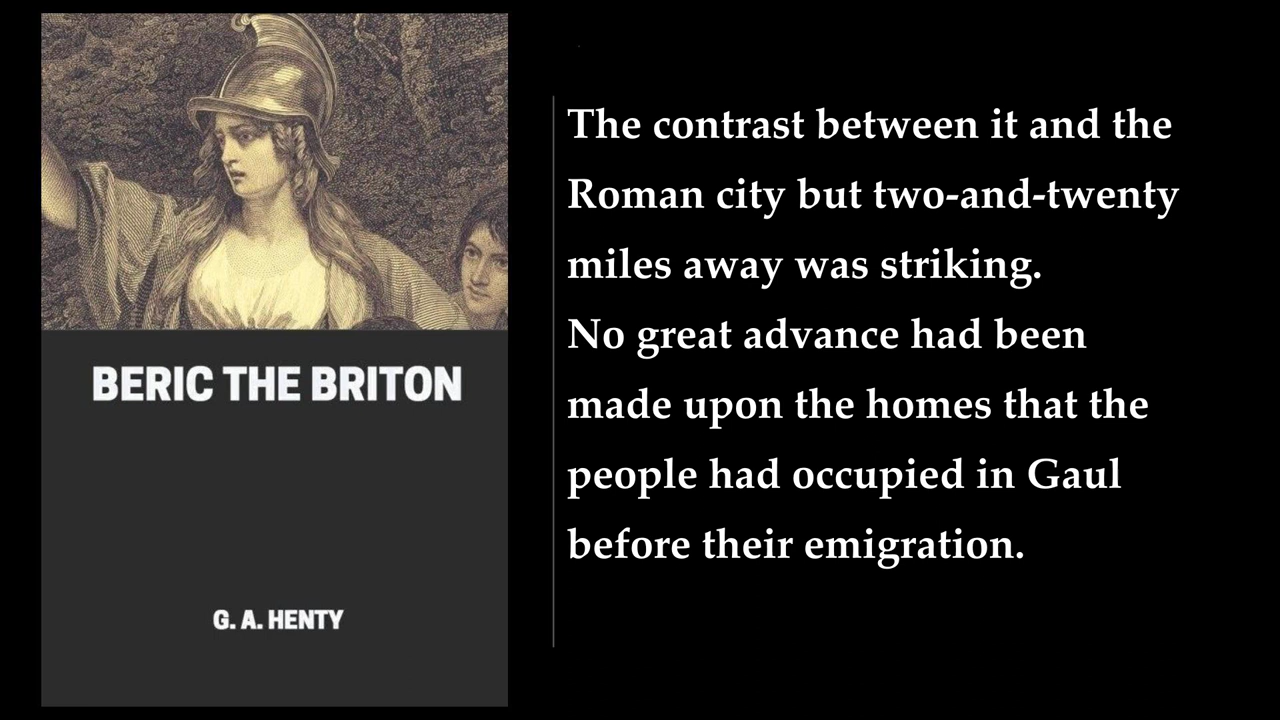 BERIC THE BRITON
G. A. HENTY
The contrast between it and the
Roman city but two-and-twenty
miles away was striking.
No great advance had been
made upon the homes that the
people had occupied in Gaul
before their emigration.